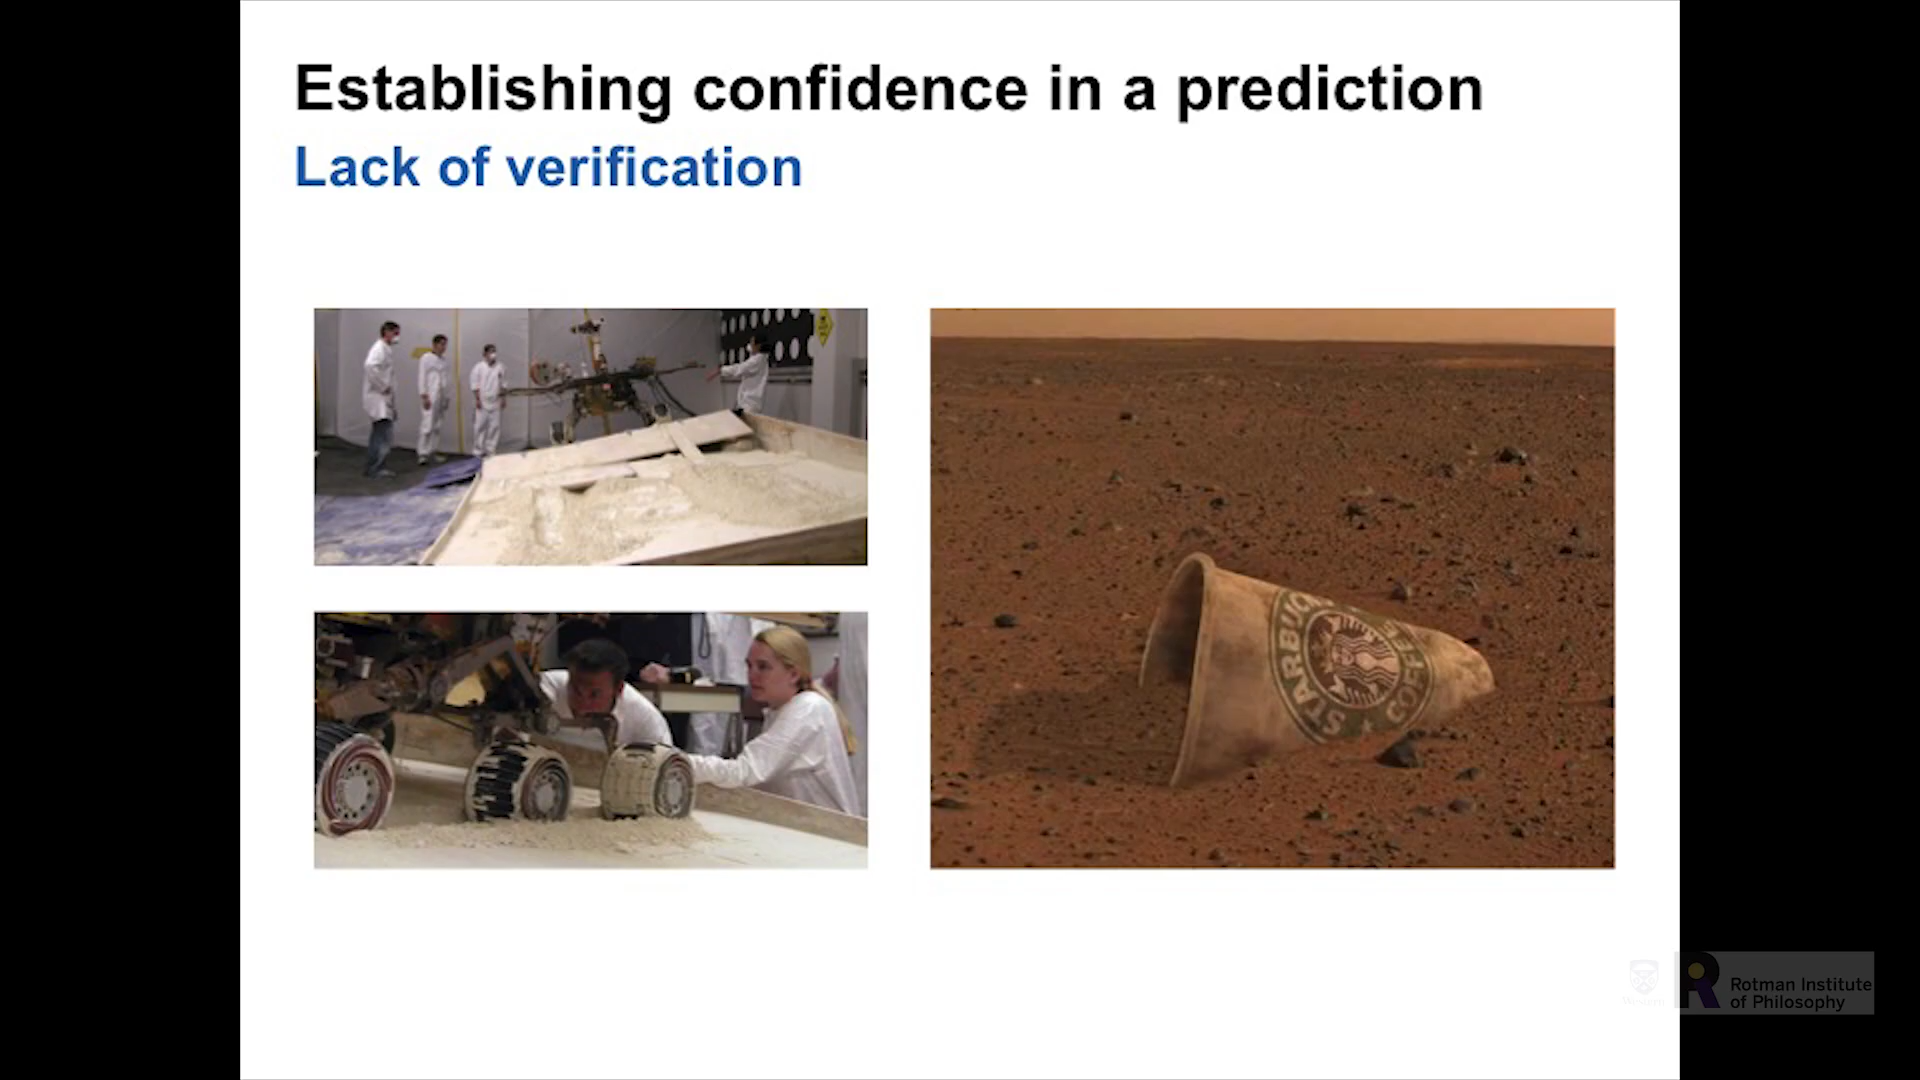 Establishing confidence in a prediction
Lack of verification
STARBUCKS COFFEE
Rotman Institute
of Philosophy